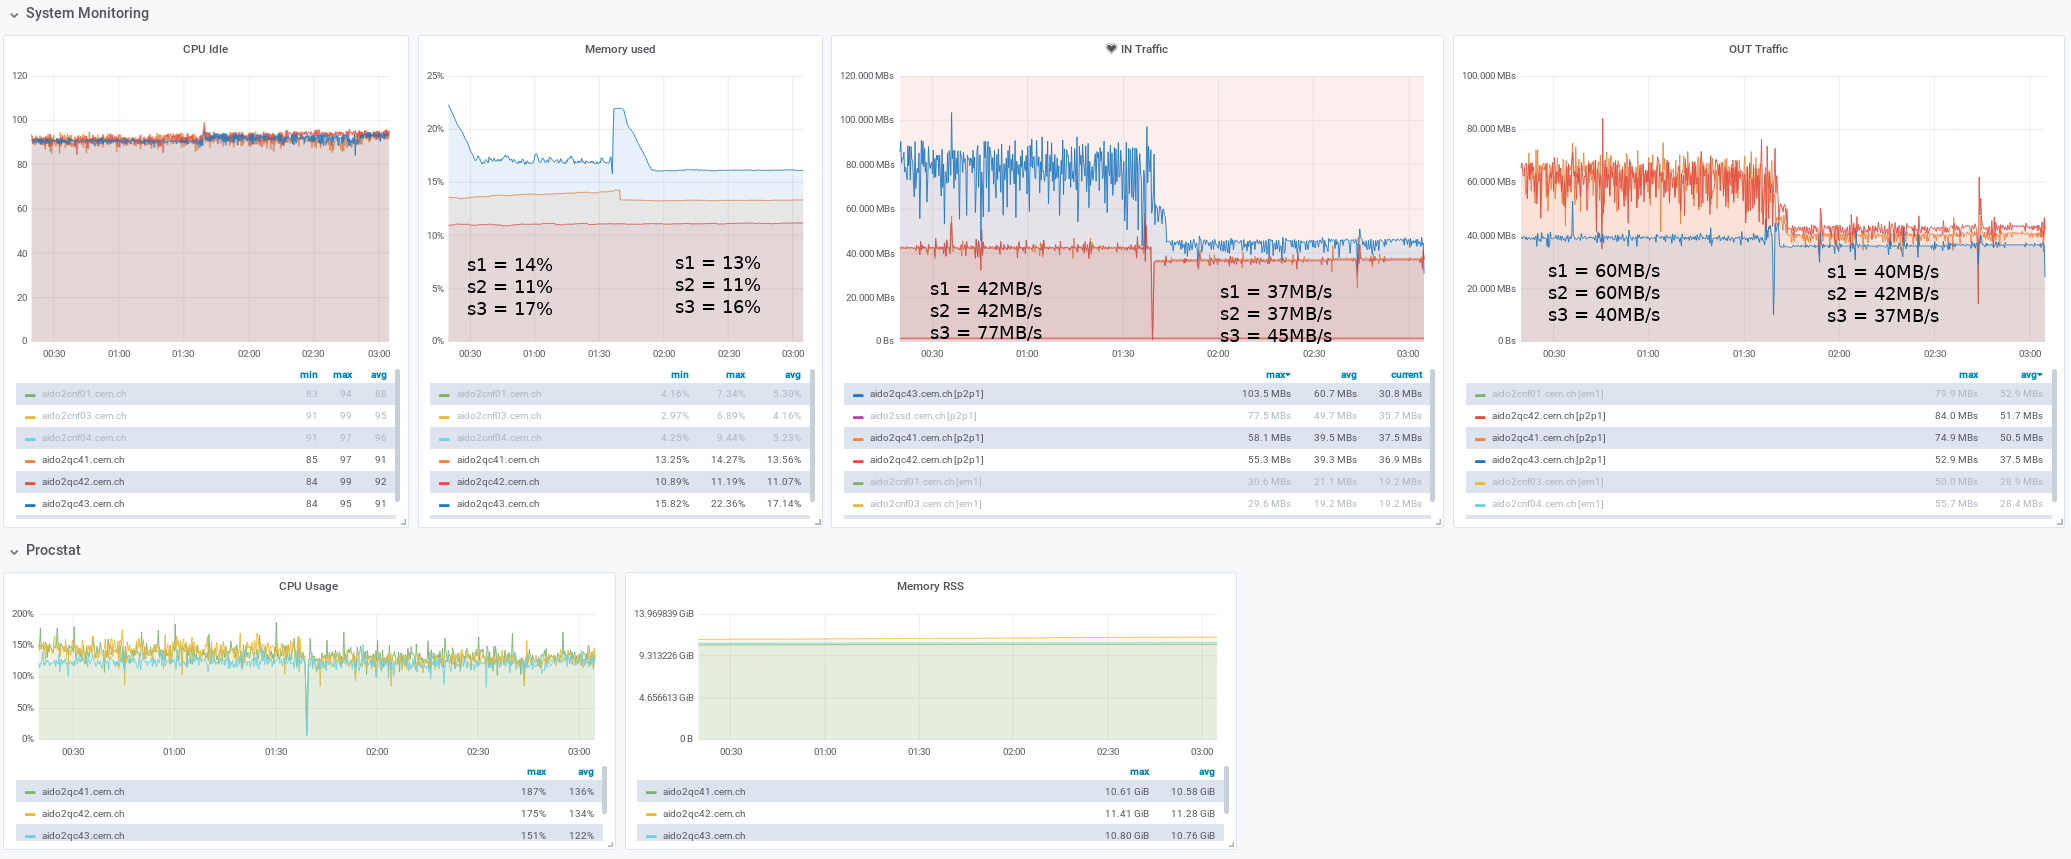 System Monitoring
CPU Idle
120
100
80
60
40
20
0
00:30 01:00 01:30 02:00 02:30 03:00
min max avg
aido2cnf01.cern.ch 83 94 88
aido2cnf03.cern.ch 91 99 95
aido2cnf04.cern.ch 91 97 96
aido2qc41.cern.ch 85 97 91
aido2qc42.cern.ch 84 99 92
aido2qc43.cern.ch 84 95 91
Memory used
25%
20%
15%
10%
5%
0%
s1 = 14%
s2 = 11%
s3 = 17%
s1 = 13%
s2 = 11%
s3 = 16%
00:30 01:00 01:30 02:00 02:30 03:00
min max avg
aido2cnf01.cern.ch 4.16% 7.34% 5.30%
aido2cnf03.cern.ch 2.97% 6.89% 4.16%
aido2cnf04.cern.ch 4.25% 9.44% 5.23%
aido2qc41.cern.ch 13.25% 14.27% 13.56%
aido2qc42.cern.ch 10.89% 11.19% 11.07%
aido2qc43.cern.ch 15.82% 22.36% 17.14%
IN Traffic
120.000 MBs
100.000 MBs
80.000 MBs
60.000 MBs
40.000 MBs
20.000 MBs
0 Bs
s1 = 42MB/s
s2 = 42MB/s
s3 = 77MB/s
s1 = 37MB/s
s2 = 37MB/s
s3 = 45MB/s
00:30 01:00 01:30 02:00 02:30 03:00
max avg current
aido2qc43.cern.ch [p2p1] 103.5 MBs 60.7 MBs 30.8 MBs
aido2ssd.cern.ch [p2p1] 77.5 MBs 49.7 MBs 35.7 MBs
aido2qc41.cern.ch [p2p1] 58.1 MBs 39.5 MBs 37.5 MBs
aido2qc42.cern.ch [p2p1] 55.3 MBs 39.3 MBs 36.9 MBs
aido2cnf01.cern.ch [em1] 30.6 MBs 21.1 MBs 19.2 MBs
aido2cnf03.cern.ch [em1] 29.6 MBs 19.2 MBs 19.2 MBs
OUT Traffic
100.000 MBs
80.000 MBs
60.000 MBs
40.000 MBs
20.000 MBs
0 Bs
s1 = 60MB/s
s2 = 60MB/s
s3 = 40MB/s
s1 = 40MB/s
s2 = 42MB/s
s3 = 37MB/s
00:30 01:00 01:30 02:00 02:30 03:00
max avg
aido2cnf01.cern.ch [em1] 79.9 MBs 52.9 MBs
aido2qc42.cern.ch [p2p1] 84.0 MBs 51.7 MBs
aido2qc41.cern.ch [p2p1] 74.9 MBs 50.5 MBs
aido2qc43.cern.ch [p2p1] 52.9 MBs 37.5 MBs
aido2cnf03.cern.ch [em1] 50.0 MBs 28.9 MBs
aido2cnf04.cern.ch [em1] 55.7 MBs 28.4 MBs
Procstat
CPU Usage
200%
150%
100%
50%
0%
00:30 01:00 01:30 02:00 02:30 03:00
max avg
aido2qc41.cern.ch 187% 136%
aido2qc42.cern.ch 175% 134%
aido2qc43.cern.ch 151% 122%
Memory RSS
13.969839 GiB
9.313226 GiB
4.656613 GiB
0 B
00:30 01:00 01:30 02:00 02:30 03:00
max avg
aido2qc41.cern.ch 10.61 GiB 10.58 GiB
aido2qc42.cern.ch 11.41 GiB 11.28 GiB
aido2qc43.cern.ch 10.80 GiB 10.76 GiB